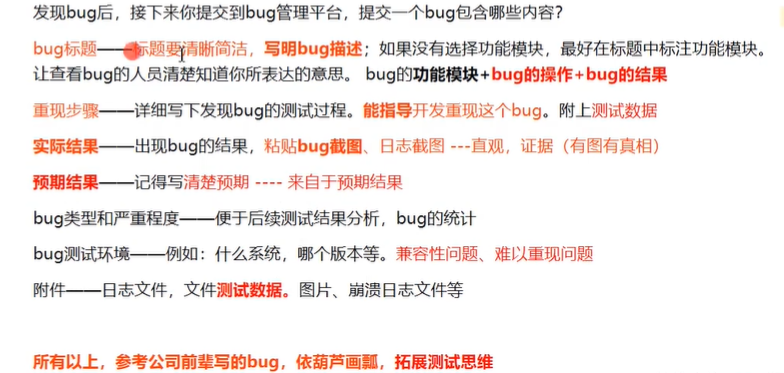 发现bug后，接下来你提交到bug管理平台，提交一个bug包含哪些内容？
bug标题——标题要清晰简洁，写明bug描述；如果没有选择功能模块，最好在标题中标注功能模块。
让查看bug的人员清楚知道你所表达的意思。 bug的功能模块+bug的操作+bug的结果
重现步骤——详细写下发现bug的测试过程。能指导开发重现这个bug。附上测试数据
实际结果——出现bug的结果，粘贴bug截图、日志截图 ---直观，证据（有图有真相）
预期结果——记得写清楚预期 ---- 来自于预期结果
bug类型和严重程度——便于后续测试结果分析，bug的统计
bug测试环境——例如：什么系统，哪个版本等。兼容性问题、难以重现问题
附件——日志文件，文件测试数据。图片、崩溃日志文件等
所有以上，参考公司前辈写的bug，依葫芦画瓢，拓展测试思维